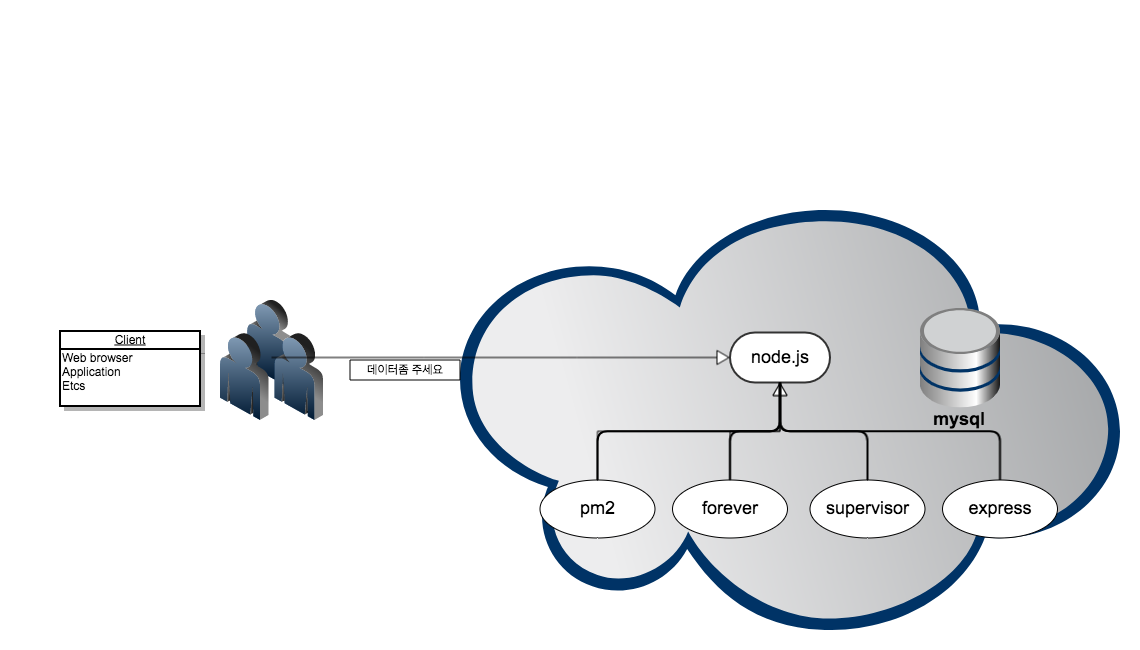 Client
Web browser
Application
Etcs
데이터좀 주세요
node.js
mysql
pm2
forever
supervisor
express